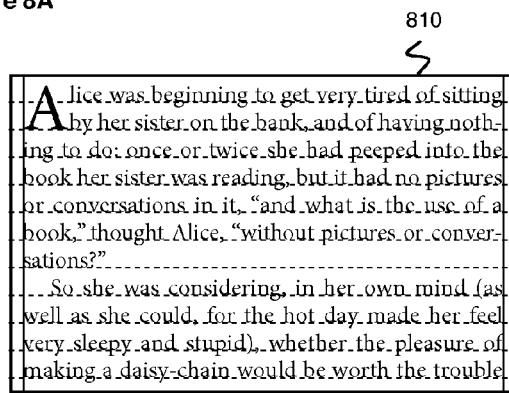 e 8A
810
Alice was beginning to get very tired of sitting
by her sister on the bank, and of having noth-
ing to do: once or twice she had peeped into the
book her sister was reading, but it had no pictures
or conversations in it, “and what is the use of a
book,” thought Alice, “without pictures or conver-
sations?”
So she was considering, in her own mind (as
well as she could, for the hot day made her feel
very sleepy and stupid), whether the pleasure of
making a daisy-chain would be worth the trouble